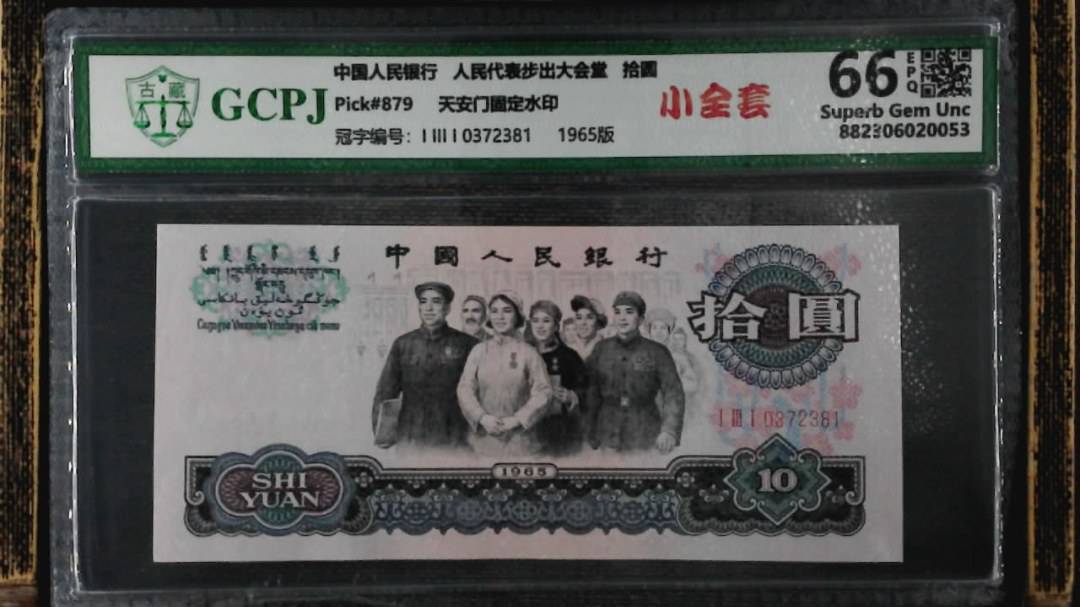 中国人民银行 人民代表步出大会堂 拾圆
古藏
GCPJ
Pick#879 天安门固定水印
小全套
冠字编号: I III I 0372381 1965版
66
EPQ
Superb Gem Unc
882306020053
中國人民銀行
拾圓
I III I 0372381
1965
SHI
YUAN
10